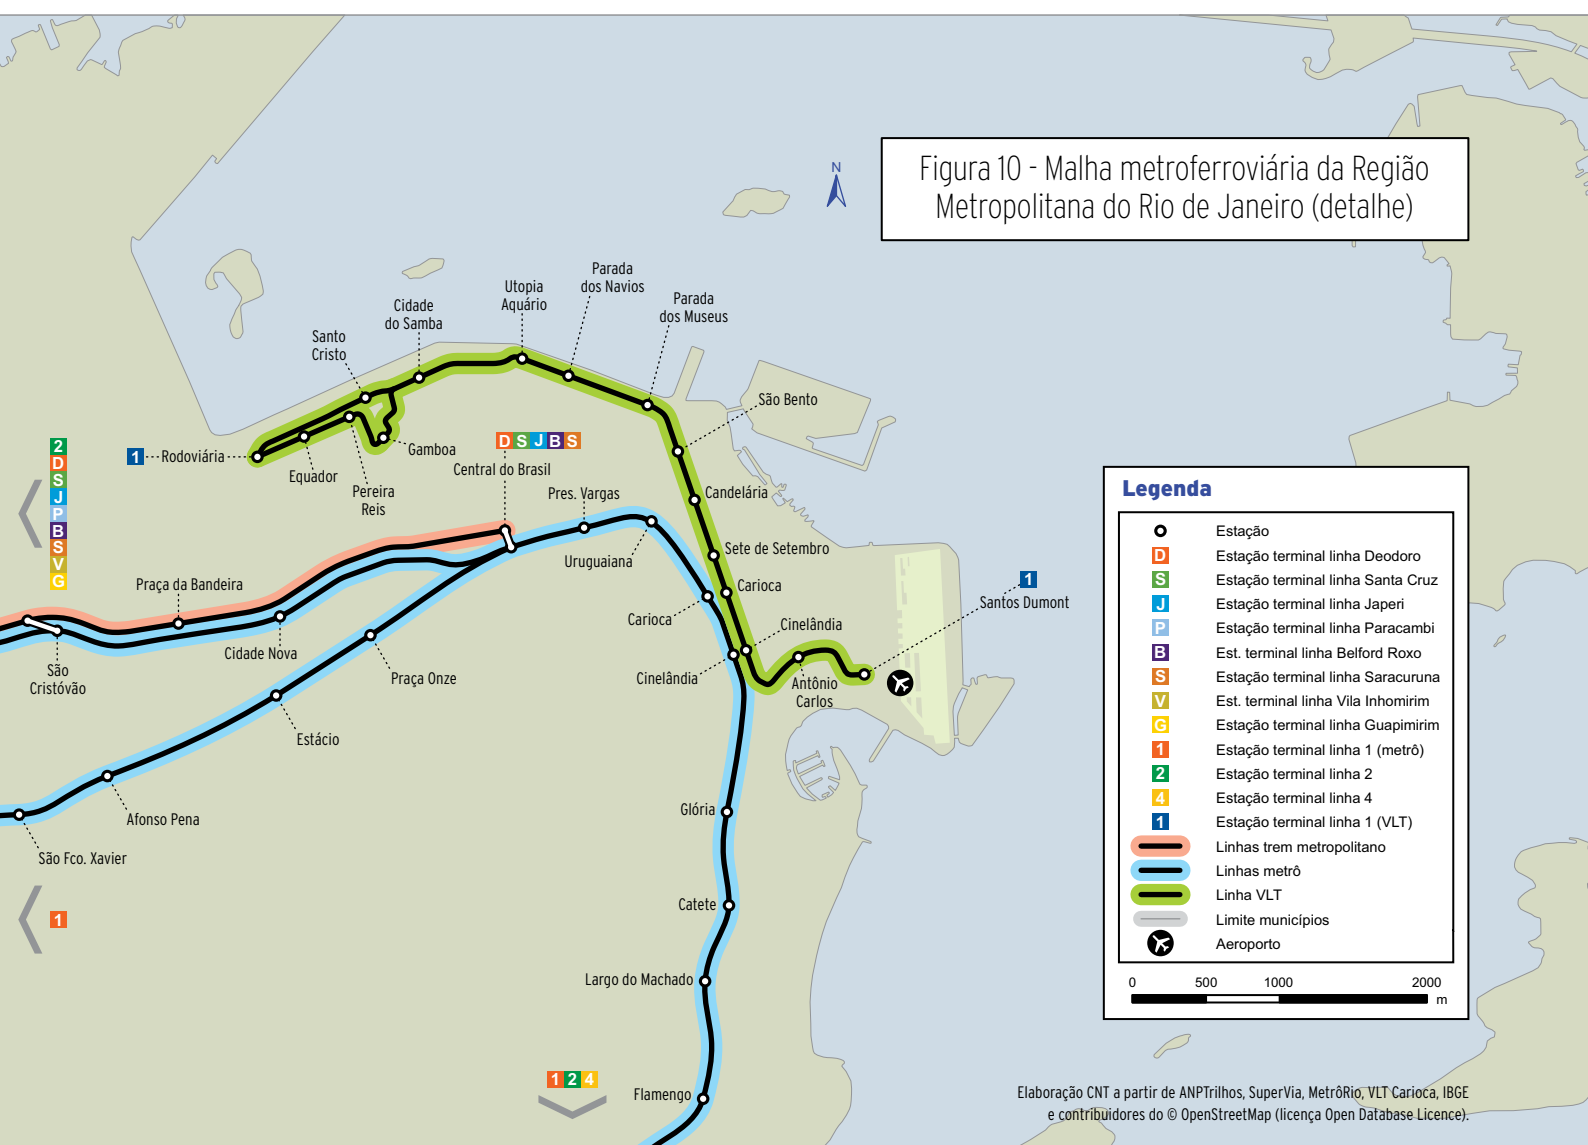 Figura 10 - Malha metroferroviária da Região
Metropolitana do Rio de Janeiro (detalhe)
N
Parada
dos Navios
Utopia
Aquário
Parada
dos Museus
Cidade
do Samba
Santo
Cristo
São Bento
1
Rodoviária
Equador
Pereira
Reis
Gamboa
D S J B S
Central do Brasil
Pres. Vargas
Uruguaiana
Candelária
Sete de Setembro
Carioca
Carioca
Cinelândia
Cinelândia
Antônio
Carlos
1
Santos Dumont
2
D
S
J
P
B
S
V
G
Praça da Bandeira
Cidade Nova
São
Cristóvão
Praça Onze
Estácio
Afonso Pena
São Fco. Xavier
1
Glória
Catete
Largo do Machado
Flamengo
1 2 4
Legenda
Estação
D Estação terminal linha Deodoro
S Estação terminal linha Santa Cruz
J Estação terminal linha Japeri
P Estação terminal linha Paracambi
B Est. terminal linha Belford Roxo
S Estação terminal linha Saracuruna
V Est. terminal linha Vila Inhomirim
G Estação terminal linha Guapimirim
1 Estação terminal linha 1 (metrô)
2 Estação terminal linha 2
4 Estação terminal linha 4
1 Estação terminal linha 1 (VLT)
Linhas trem metropolitano
Linhas metrô
Linha VLT
Limite municípios
Aeroporto
0 500 1000 2000
m
Elaboração CNT a partir de ANPTrilhos, SuperVia, MetrôRio, VLT Carioca, IBGE
e contribuidores do © OpenStreetMap (licença Open Database Licence).